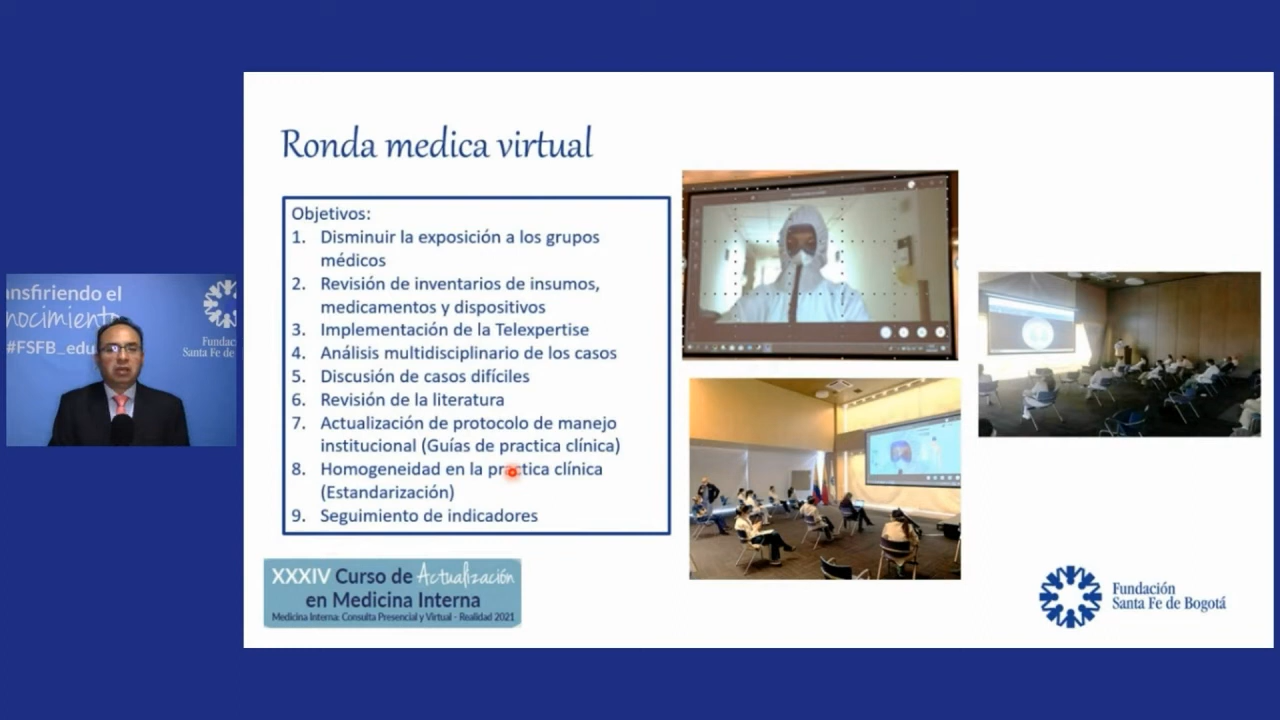 Ronda medica virtual
Objetivos:
1. Disminuir la exposición a los grupos
médicos
2. Revisión de inventarios de insumos,
medicamentos y dispositivos
3. Implementación de la Telexpertise
4. Análisis multidisciplinario de los casos
5. Discusión de casos difíciles
6. Revisión de la literatura
7. Actualización de protocolo de manejo
institucional (Guías de practica clínica)
8. Homogeneidad en la practica clínica
(Estandarización)
9. Seguimiento de indicadores
XXXIV Curso de Actualización
en Medicina Interna
Medicina Interna: Consulta Presencial y Virtual - Realidad 2021
Fundación
Santa Fe de Bogotá
ansfiriendo el
nocimiento
#FSFB_edu
Funda
Santa Fe de